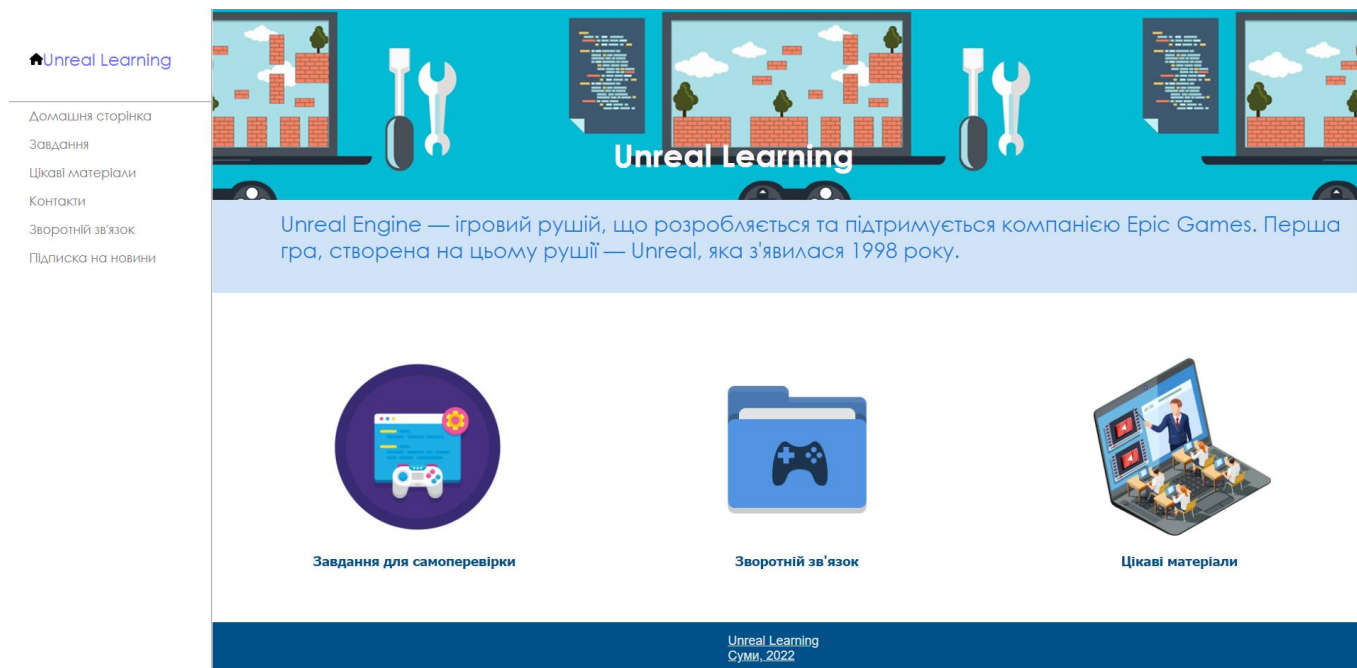 Unreal Learning
Домашня сторінка
Завдання
Цікаві матеріали
Контакти
Зворотній зв'язок
Підписка на новини
Unreal Learning
Unreal Engine — ігровий рушій, що розробляється та підтримується компанією Epic Games. Перша
гра, створена на цьому рушії — Unreal, яка з'явилася 1998 року.
Завдання для самоперевірки
Зворотній зв'язок
Цікаві матеріали
Unreal Learning
Суми, 2022